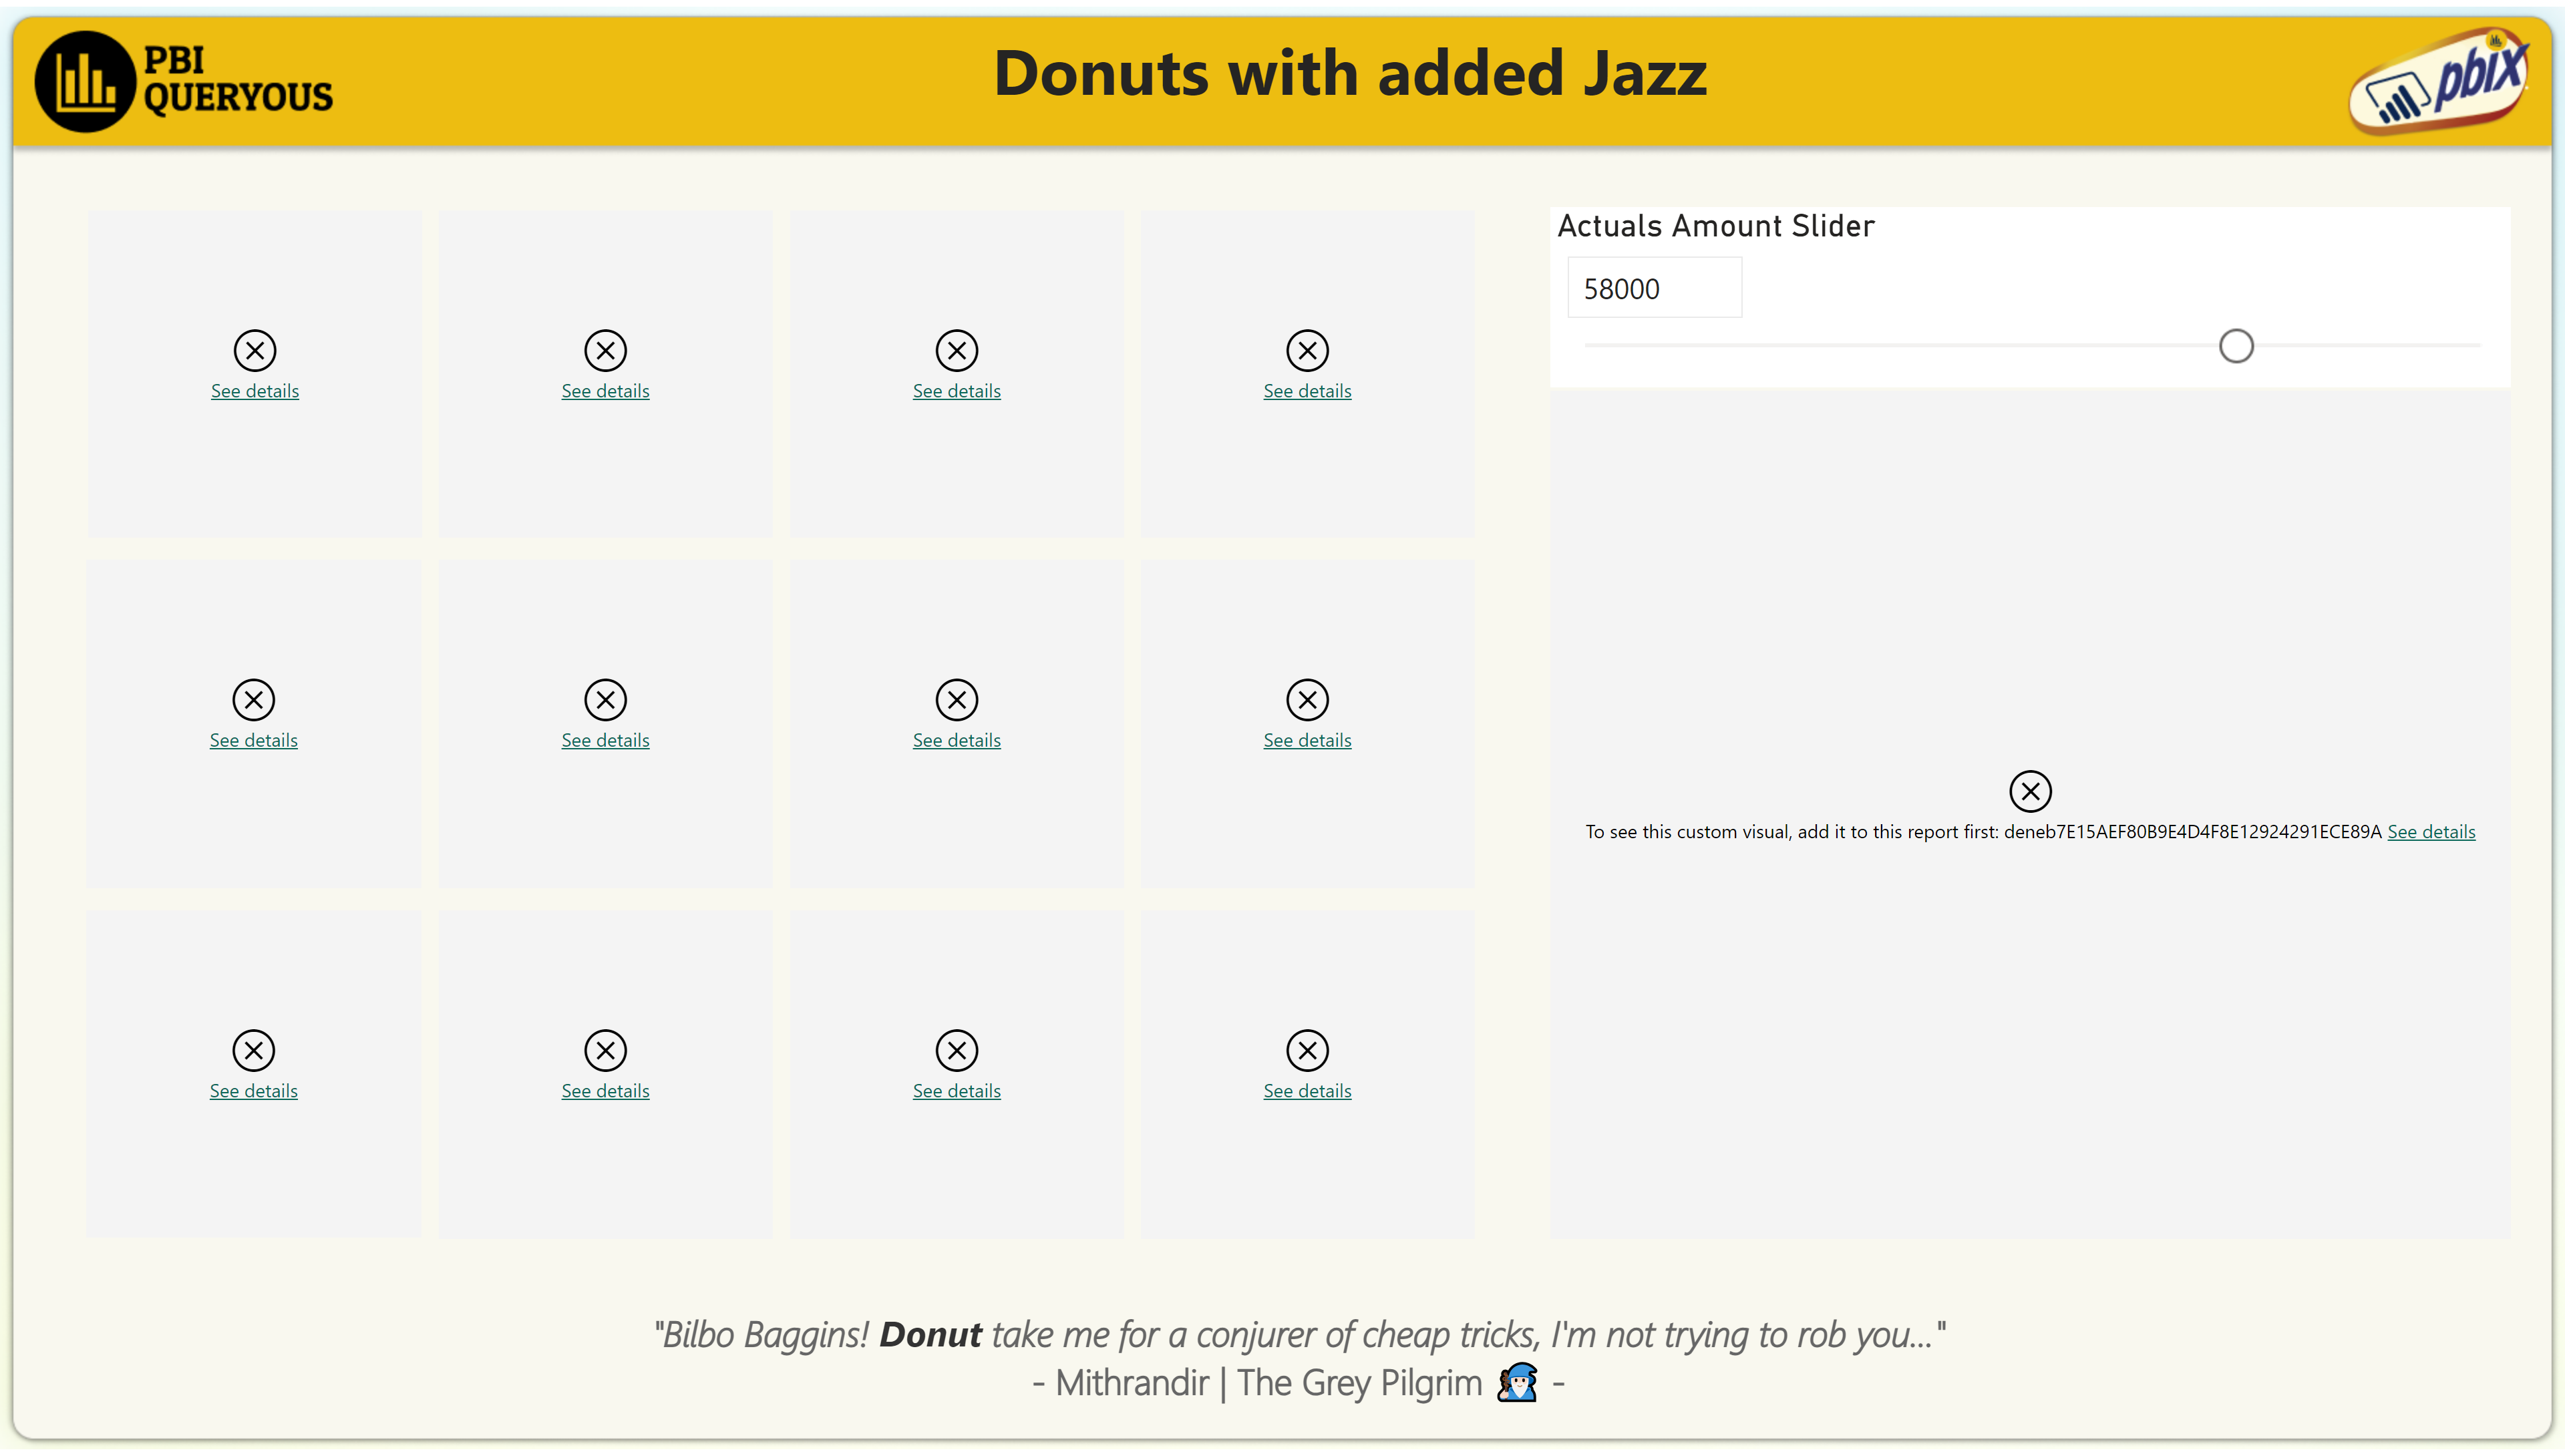 PBI
QUERYOUS
Donuts with added Jazz
pbix
See details
See details
See details
See details
Actuals Amount Slider
58000
See details
See details
See details
See details
To see this custom visual, add it to this report first: deneb7E15AEF80B9E4D4F8E12924291ECE89A See details
See details
See details
See details
See details
"Bilbo Baggins! Donut take me for a conjurer of cheap tricks, I'm not trying to rob you..."
- Mithrandir | The Grey Pilgrim 🧙‍♂️ -